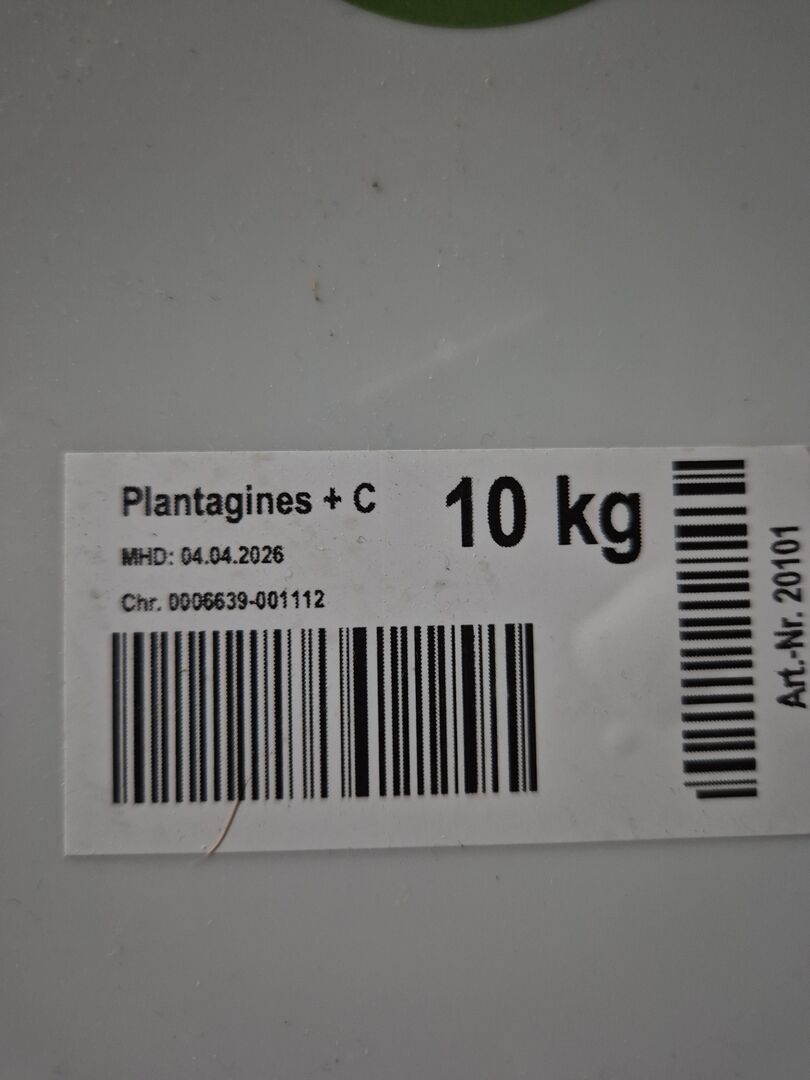 Plantagines + C
10 kg
MHD: 04.04.2026
Chr. 0006639-001112
Art.-Nr. 20101